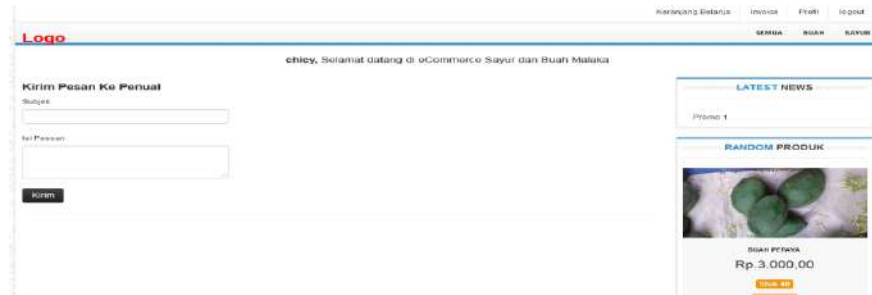 Keranjang Belanja Invoice Profil logout
Logo
SEMUA BUAH SAYUR
chicy, Selamat datang di eCommerce Sayur dan Buah Malaka
Kirim Pesan Ke Penual
Subjek
Isi Pesan
Kirim
LATEST NEWS
Promo 1
RANDOM PRODUK
BUAH PEPAYA
Rp.3.000,00